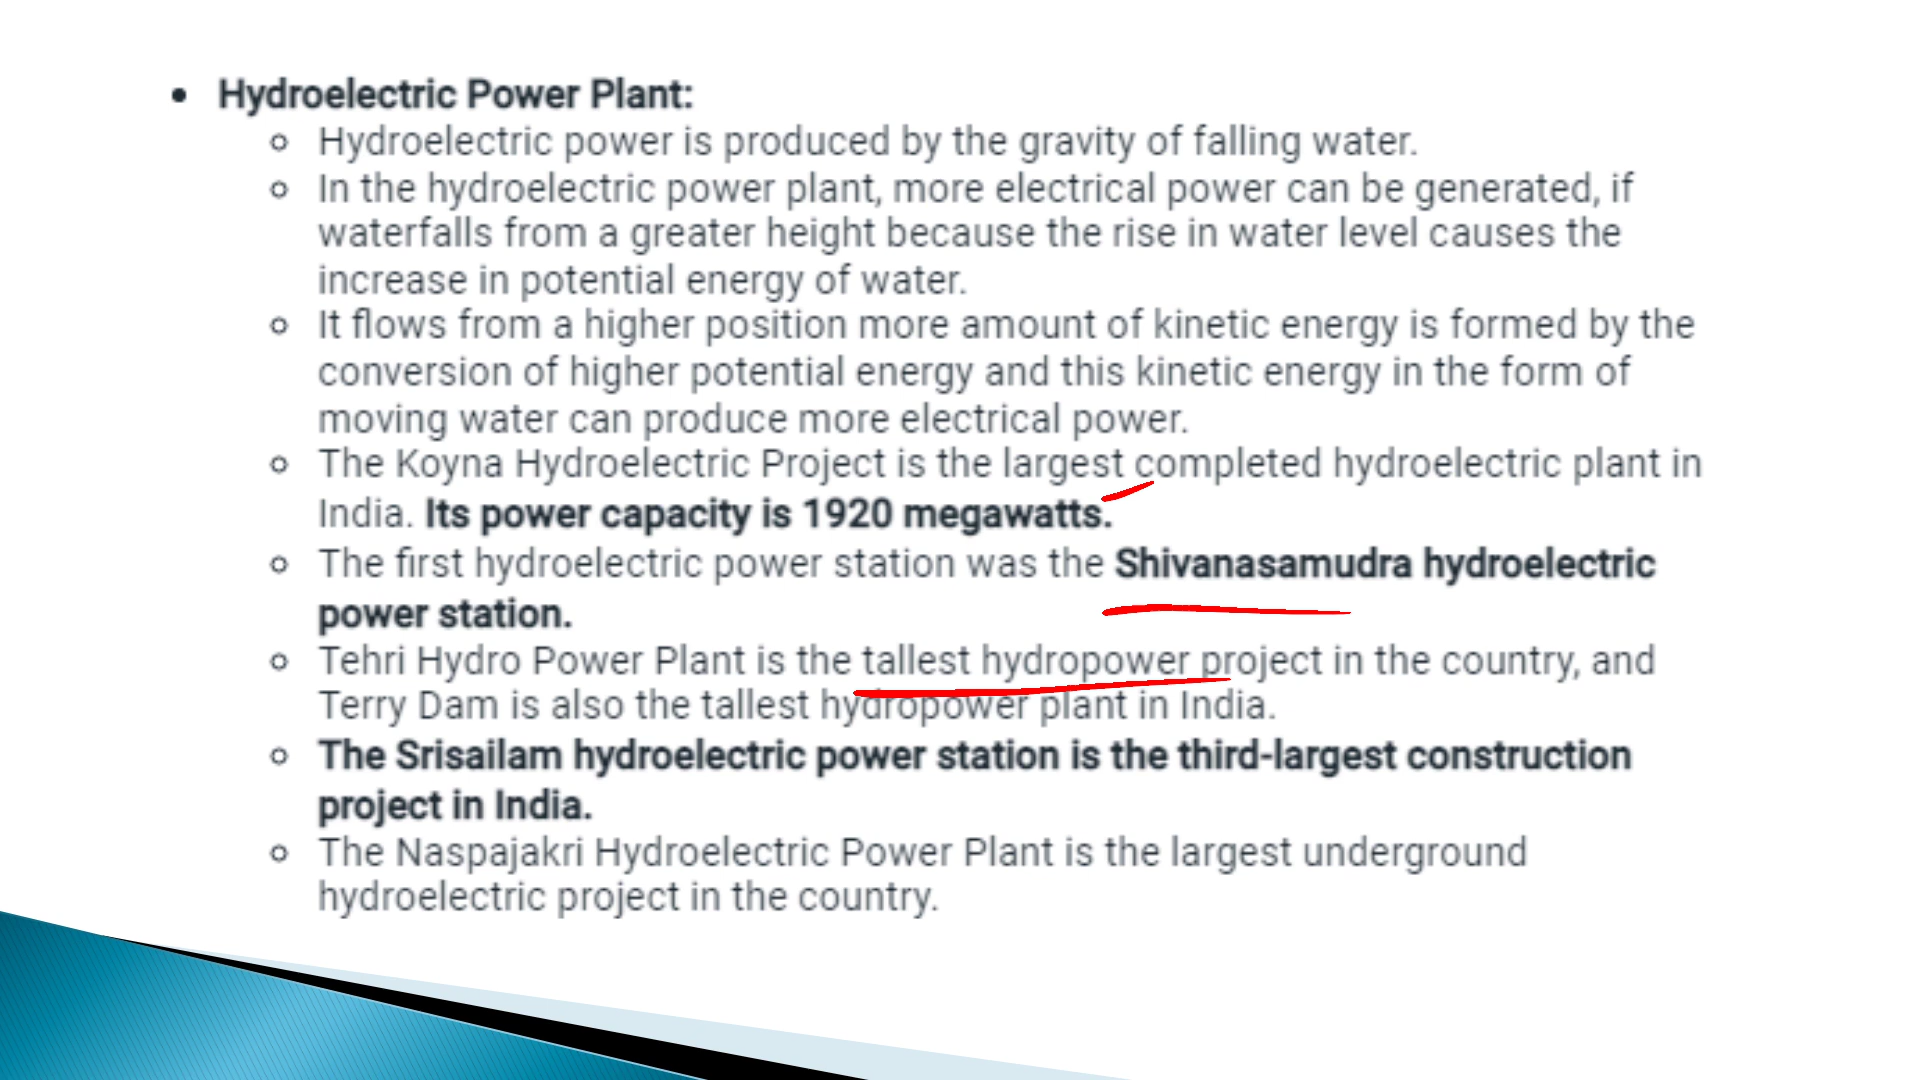 Hydroelectric Power Plant:
Hydroelectric power is produced by the gravity of falling water.
In the hydroelectric power plant, more electrical power can be generated, if
waterfalls from a greater height because the rise in water level causes the
increase in potential energy of water.
It flows from a higher position more amount of kinetic energy is formed by the
conversion of higher potential energy and this kinetic energy in the form of
moving water can produce more electrical power.
The Koyna Hydroelectric Project is the largest completed hydroelectric plant in
India. Its power capacity is 1920 megawatts.
The first hydroelectric power station was the Shivanasamudra hydroelectric
power station.
Tehri Hydro Power Plant is the tallest hydropower project in the country, and
Terry Dam is also the tallest hydropower plant in India.
The Srisailam hydroelectric power station is the third-largest construction
project in India.
The Naspajakri Hydroelectric Power Plant is the largest underground
hydroelectric project in the country.